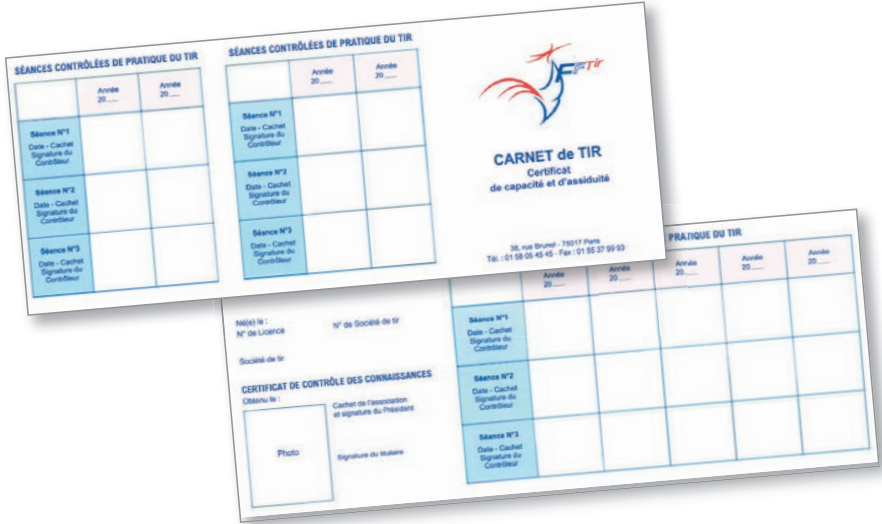 SÉANCES CONTRÔLÉES DE PRATIQUE DU TIR
Année
20
Année
20
Séance N°1
Date - Cachet
Signature du
Contrôleur
Séance N°2
Date - Cachet
Signature du
Contrôleur
Séance N°3
Date - Cachet
Signature du
Contrôleur
SÉANCES CONTRÔLÉES DE PRATIQUE DU TIR
Année
20
Année
20
Séance N°1
Date - Cachet
Signature du
Contrôleur
Séance N°2
Date - Cachet
Signature du
Contrôleur
Séance N°3
Date - Cachet
Signature du
Contrôleur
FFTir
CARNET de TIR
Certificat
de capacité et d'assiduité
38, rue Brunel - 75017 Paris
Tél. : 01 58 05 45 45 - Fax : 01 55 37 99 93
Né(e) le :
N° de Licence
N° de Société de tir
Société de tir
CERTIFICAT DE CONTRÔLE DES CONNAISSANCES
Obtenu le :
Cachet de l'association
et signature du Président
Photo
Signature du titulaire
PRATIQUE DU TIR
Année
20
Année
20
Année
20
Année
20
Année
20
Séance N°1
Date - Cachet
Signature du
Contrôleur
Séance N°2
Date - Cachet
Signature du
Contrôleur
Séance N°3
Date - Cachet
Signature du
Contrôleur